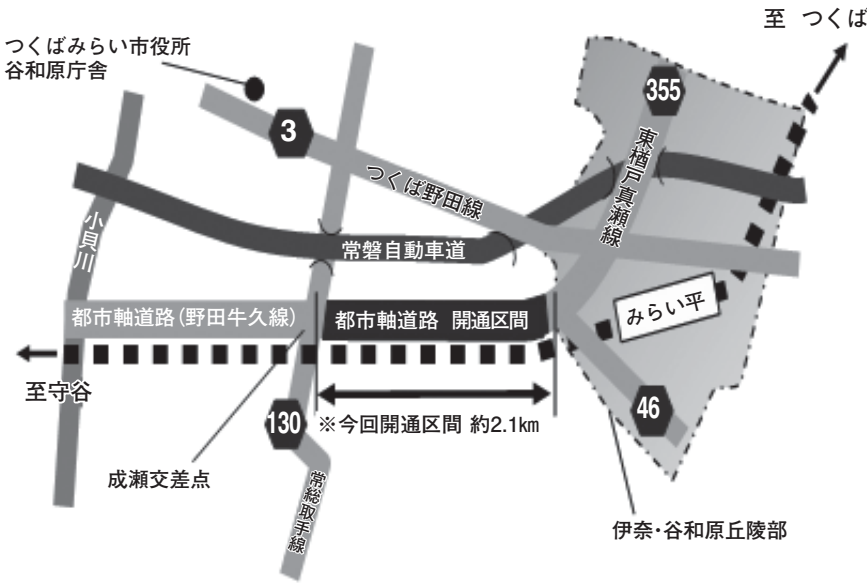 至 つくば
つくばみらい市役所
谷和原庁舎
355
3
東楢戸真瀬線
つくば野田線
小貝川
常磐自動車道
みらい平
都市軸道路(野田牛久線)
都市軸道路 開通区間
至守谷
130
※今回開通区間 約2.1km
46
成瀬交差点
常総取手線
伊奈・谷和原丘陵部